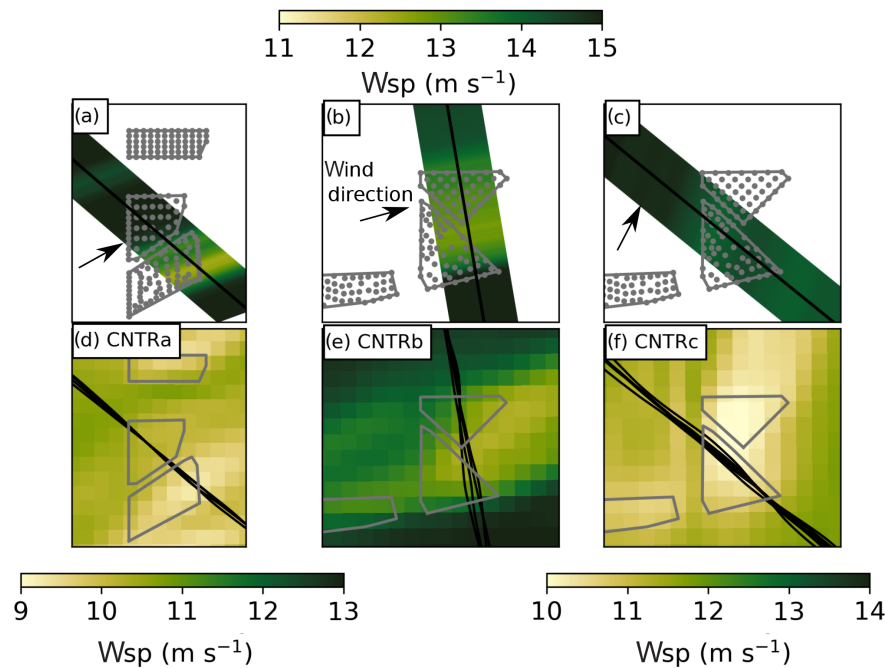 11 12 13 14 15
Wsp (m s⁻¹)
(a) (b) (c)
Wind
direction
(d) CNTRa (e) CNTRb (f) CNTRc
9 10 11 12 13 10 11 12 13 14
Wsp (m s⁻¹) Wsp (m s⁻¹)